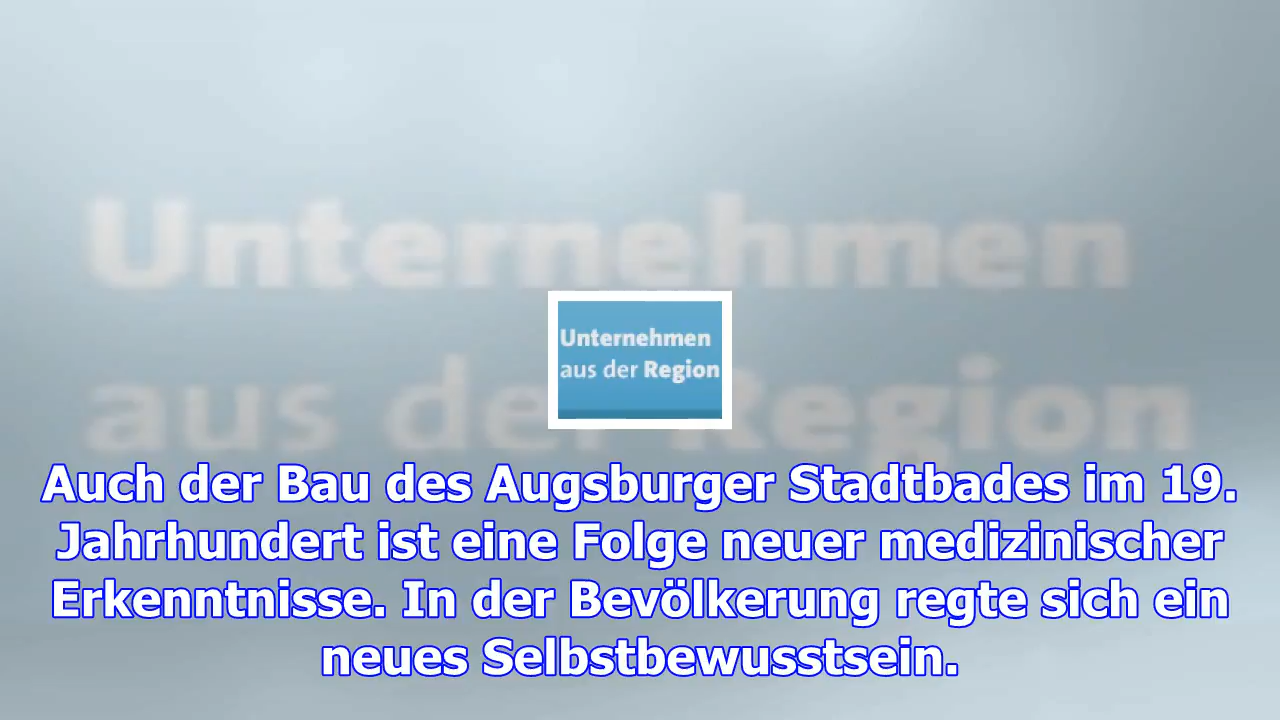 Unternehmen
aus der Region
Unternehmen
aus der Region
Auch der Bau des Augsburger Stadtbades im 19.
Jahrhundert ist eine Folge neuer medizinischer
Erkenntnisse. In der Bevölkerung regte sich ein
neues Selbstbewusstsein.